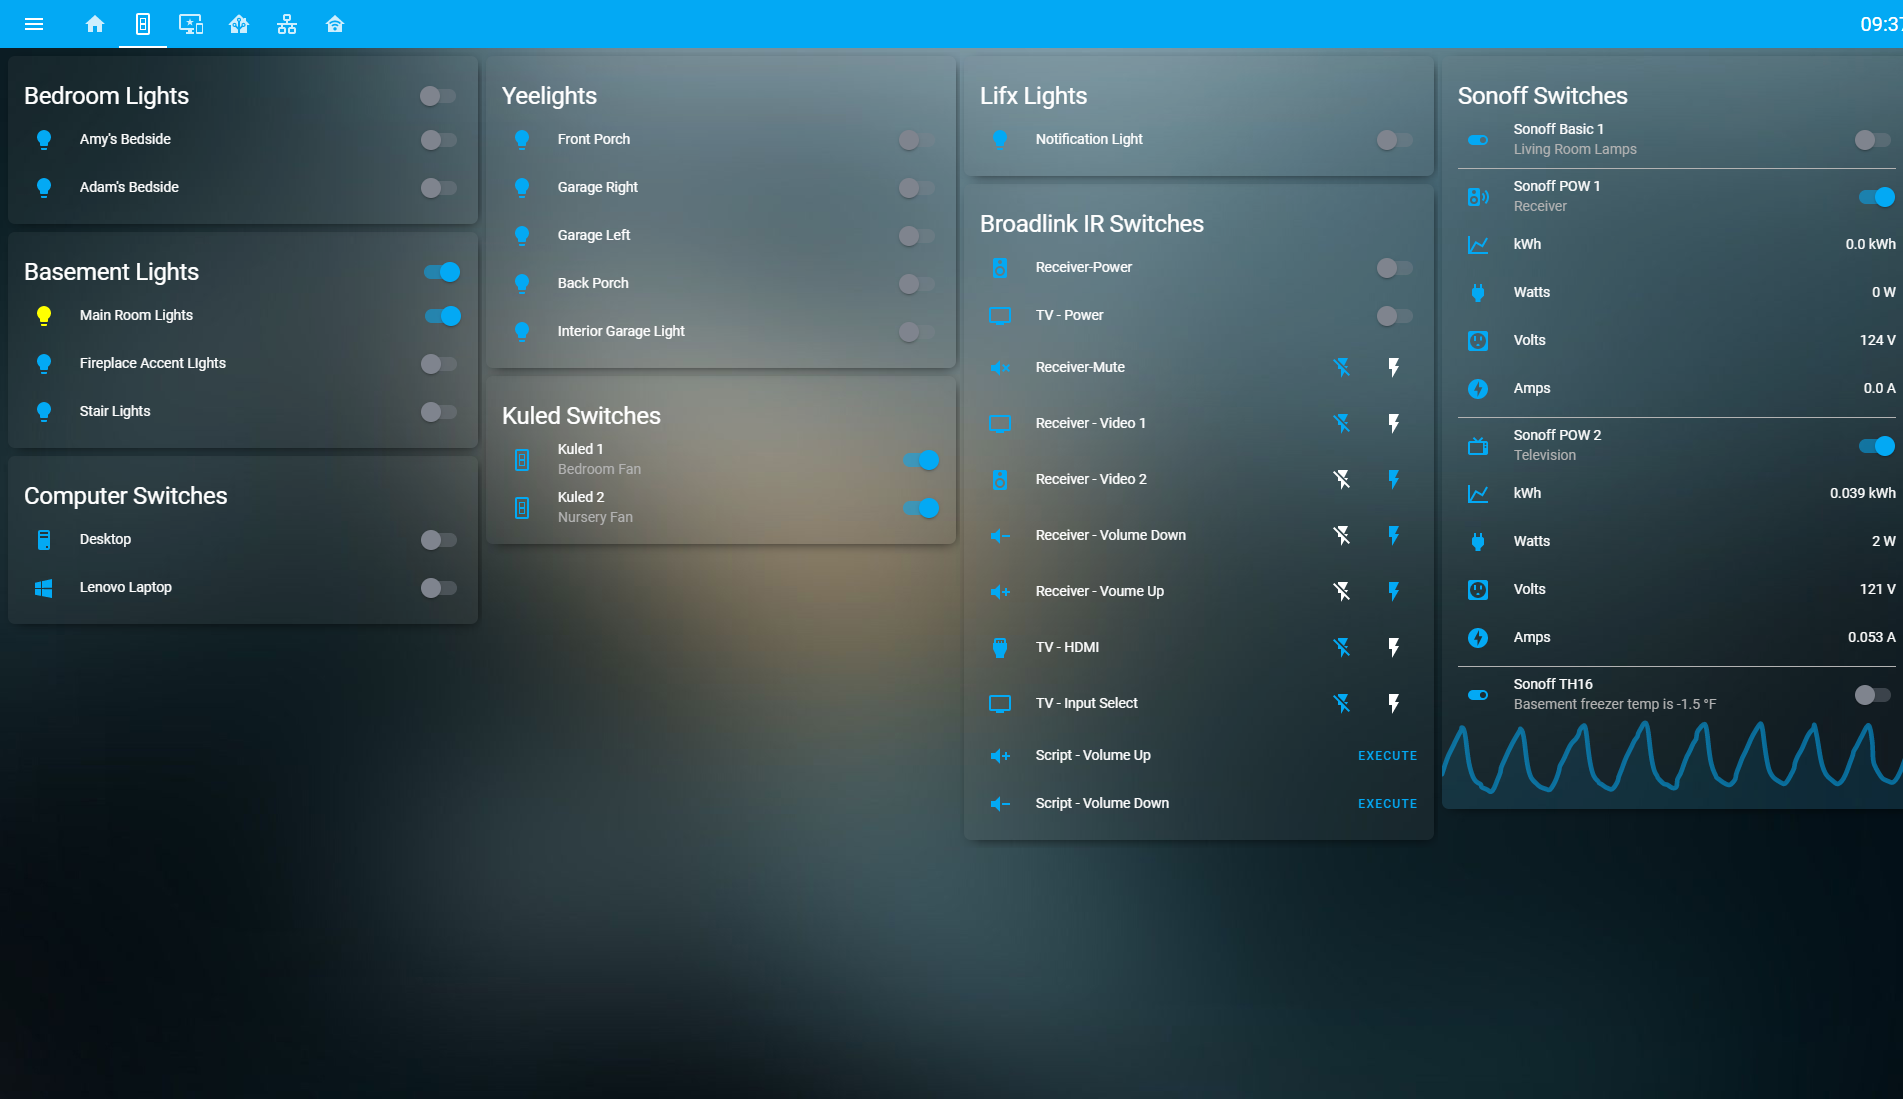 09:37
Bedroom Lights
Amy's Bedside
Adam's Bedside
Basement Lights
Main Room Lights
Fireplace Accent LIghts
Stair Lights
Computer Switches
Desktop
Lenovo Laptop
Yeelights
Front Porch
Garage Right
Garage Left
Back Porch
Interior Garage Light
Kuled Switches
Kuled 1
Bedroom Fan
Kuled 2
Nursery Fan
Lifx Lights
Notification Light
Broadlink IR Switches
Receiver-Power
TV - Power
Receiver-Mute
Receiver - Video 1
Receiver - Video 2
Receiver - Volume Down
Receiver - Voume Up
TV - HDMI
TV - Input Select
Script - Volume Up EXECUTE
Script - Volume Down EXECUTE
Sonoff Switches
Sonoff Basic 1
Living Room Lamps
Sonoff POW 1
Receiver
kWh 0.0 kWh
Watts 0 W
Volts 124 V
Amps 0.0 A
Sonoff POW 2
Television
kWh 0.039 kWh
Watts 2 W
Volts 121 V
Amps 0.053 A
Sonoff TH16
Basement freezer temp is -1.5 °F